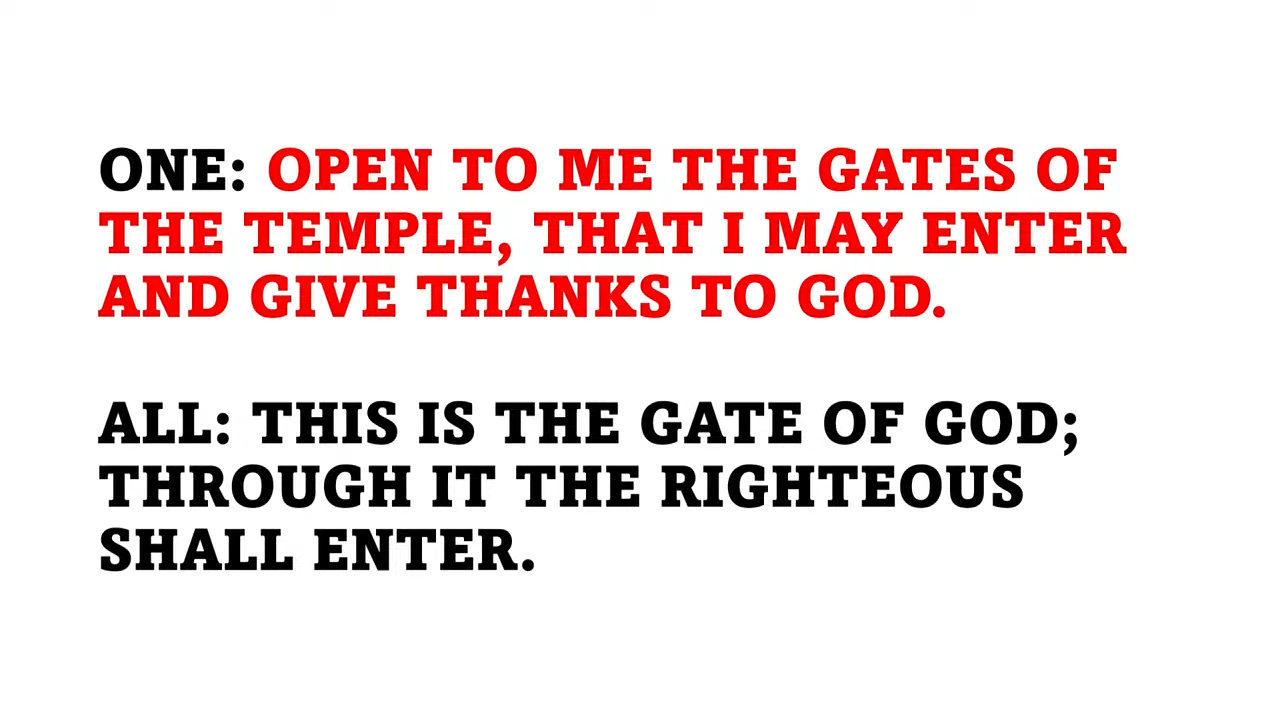 ONE: OPEN TO ME THE GATES OF
THE TEMPLE, THAT I MAY ENTER
AND GIVE THANKS TO GOD.
ALL: THIS IS THE GATE OF GOD;
THROUGH IT THE RIGHTEOUS
SHALL ENTER.